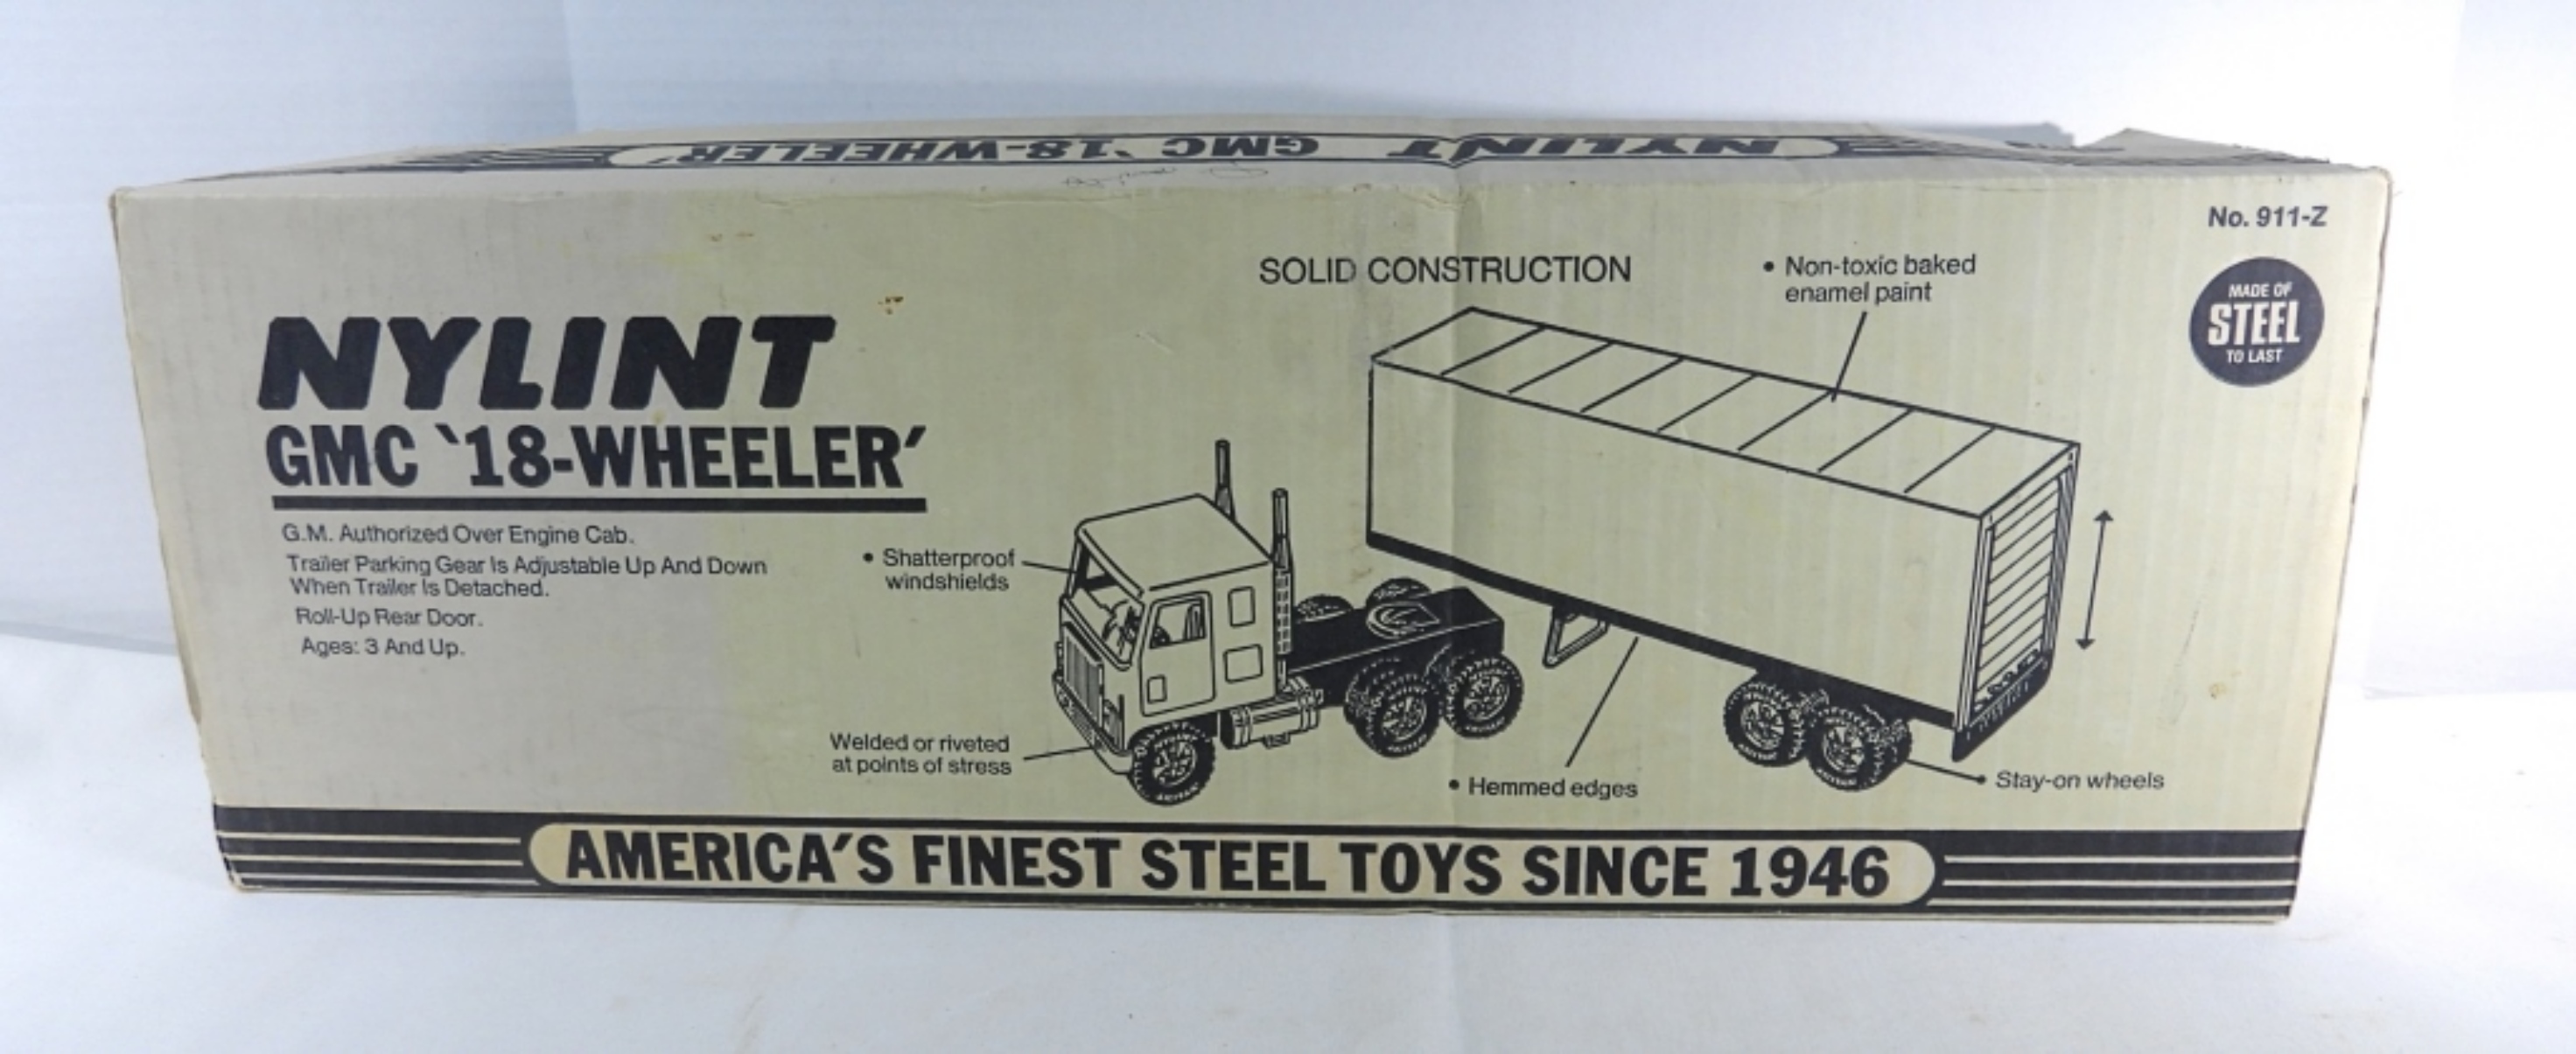 NYLINT GMC '18-WHEELER'
No. 911-Z
MADE OF
STEEL
TO LAST
SOLID CONSTRUCTION
• Non-toxic baked
enamel paint
NYLINT
GMC '18-WHEELER'
G.M. Authorized Over Engine Cab.
Trailer Parking Gear Is Adjustable Up And Down
When Trailer Is Detached.
Roll-Up Rear Door.
Ages: 3 And Up.
• Shatterproof
windshields
Welded or riveted
at points of stress
• Hemmed edges
• Stay-on wheels
AMERICA'S FINEST STEEL TOYS SINCE 1946